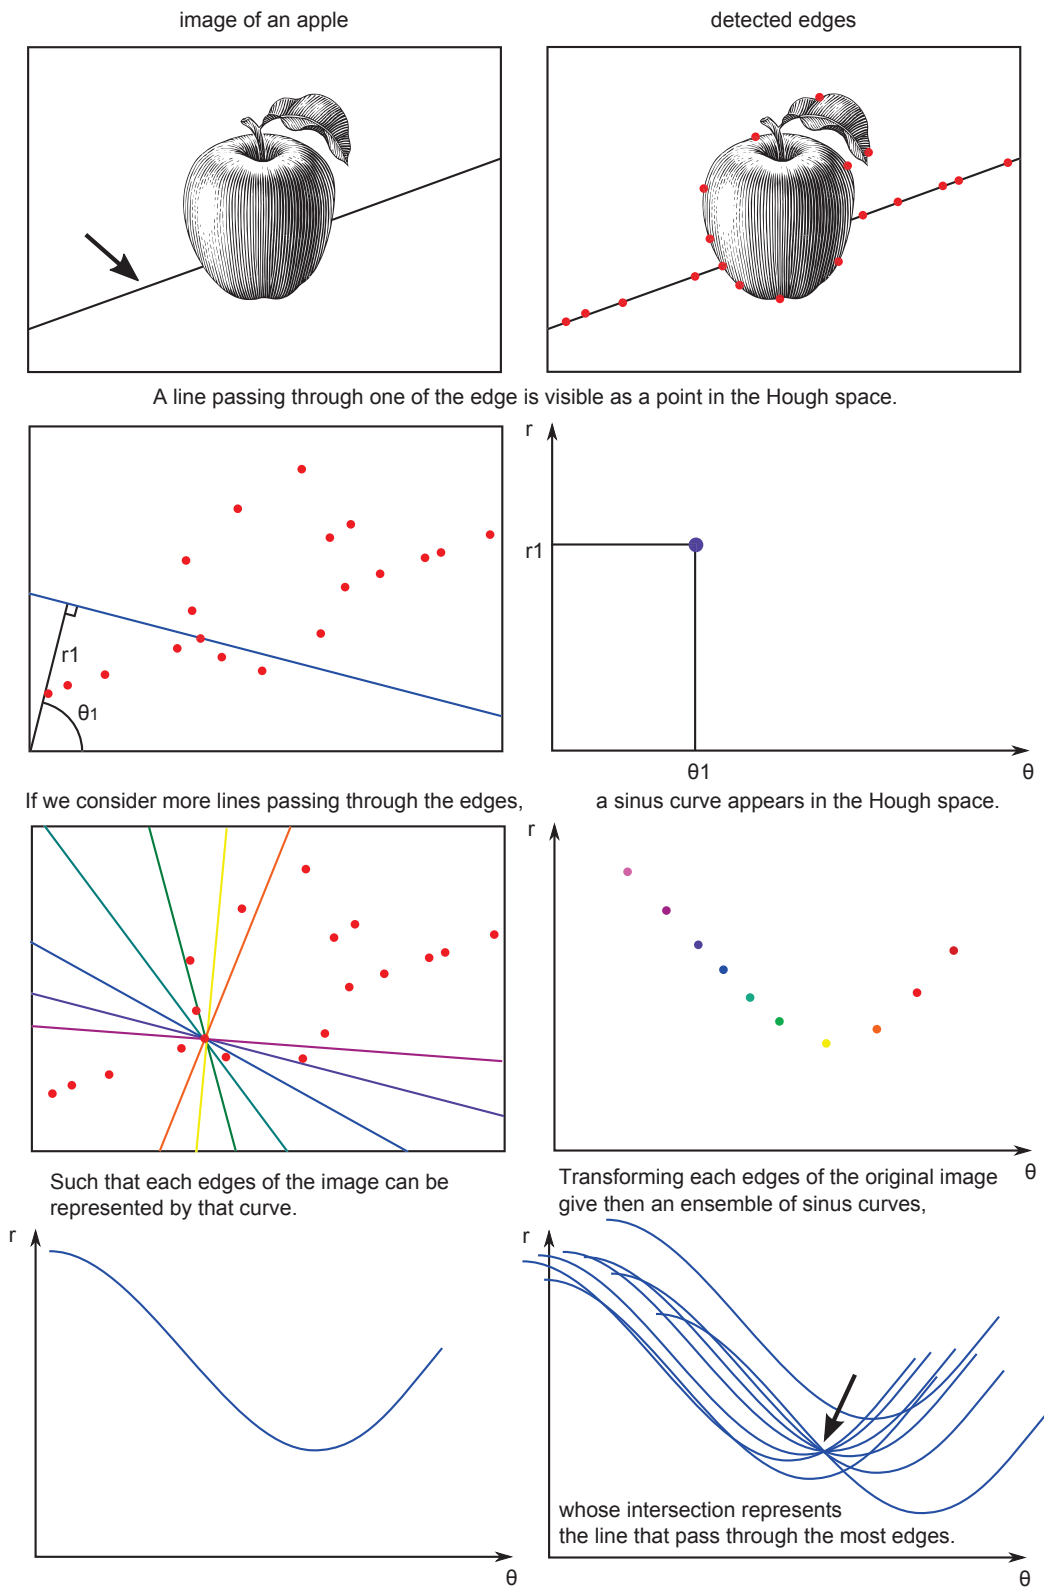 image of an apple
detected edges
A line passing through one of the edge is visible as a point in the Hough space.
r1
θ1
r
r1
θ1
θ
If we consider more lines passing through the edges,
a sinus curve appears in the Hough space.
r
θ
Such that each edges of the image can be
represented by that curve.
Transforming each edges of the original image
give then an ensemble of sinus curves,
r
θ
r
whose intersection represents
the line that pass through the most edges.
θ